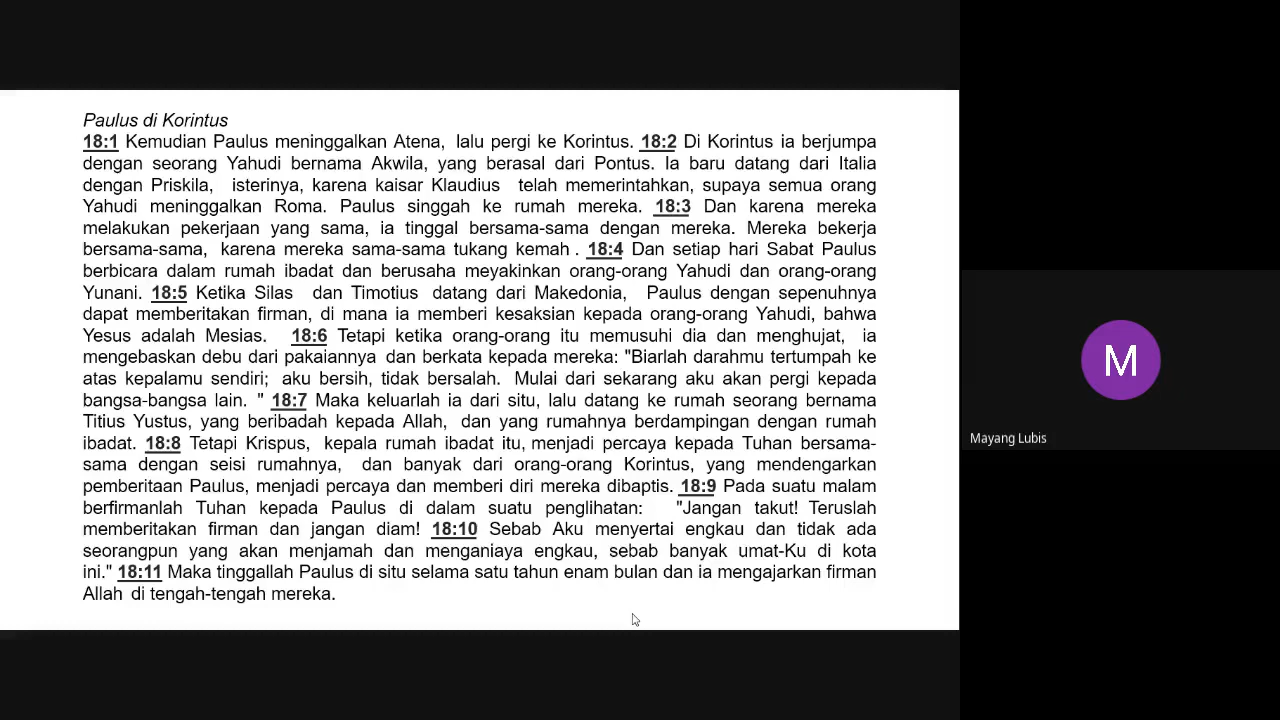 Paulus di Korintus
18:1 Kemudian Paulus meninggalkan Atena, lalu pergi ke Korintus. 18:2 Di Korintus ia berjumpa
dengan seorang Yahudi bernama Akwila, yang berasal dari Pontus. Ia baru datang dari Italia
dengan Priskila, isterinya, karena kaisar Klaudius telah memerintahkan, supaya semua orang
Yahudi meninggalkan Roma. Paulus singgah ke rumah mereka. 18:3 Dan karena mereka
melakukan pekerjaan yang sama, ia tinggal bersama-sama dengan mereka. Mereka bekerja
bersama-sama, karena mereka sama-sama tukang kemah . 18:4 Dan setiap hari Sabat Paulus
berbicara dalam rumah ibadat dan berusaha meyakinkan orang-orang Yahudi dan orang-orang
Yunani. 18:5 Ketika Silas dan Timotius datang dari Makedonia, Paulus dengan sepenuhnya
dapat memberitakan firman, di mana ia memberi kesaksian kepada orang-orang Yahudi, bahwa
Yesus adalah Mesias. 18:6 Tetapi ketika orang-orang itu memusuhi dia dan menghujat, ia
mengebaskan debu dari pakaiannya dan berkata kepada mereka: "Biarlah darahmu tertumpah ke
atas kepalamu sendiri; aku bersih, tidak bersalah. Mulai dari sekarang aku akan pergi kepada
bangsa-bangsa lain. " 18:7 Maka keluarlah ia dari situ, lalu datang ke rumah seorang bernama
Titius Yustus, yang beribadah kepada Allah, dan yang rumahnya berdampingan dengan rumah
ibadat. 18:8 Tetapi Krispus, kepala rumah ibadat itu, menjadi percaya kepada Tuhan bersama-
sama dengan seisi rumahnya, dan banyak dari orang-orang Korintus, yang mendengarkan
pemberitaan Paulus, menjadi percaya dan memberi diri mereka dibaptis. 18:9 Pada suatu malam
berfirmanlah Tuhan kepada Paulus di dalam suatu penglihatan: "Jangan takut! Teruslah
memberitakan firman dan jangan diam! 18:10 Sebab Aku menyertai engkau dan tidak ada
seorangpun yang akan menjamah dan menganiaya engkau, sebab banyak umat-Ku di kota
ini." 18:11 Maka tinggallah Paulus di situ selama satu tahun enam bulan dan ia mengajarkan firman
Allah di tengah-tengah mereka.
M
Mayang Lubis